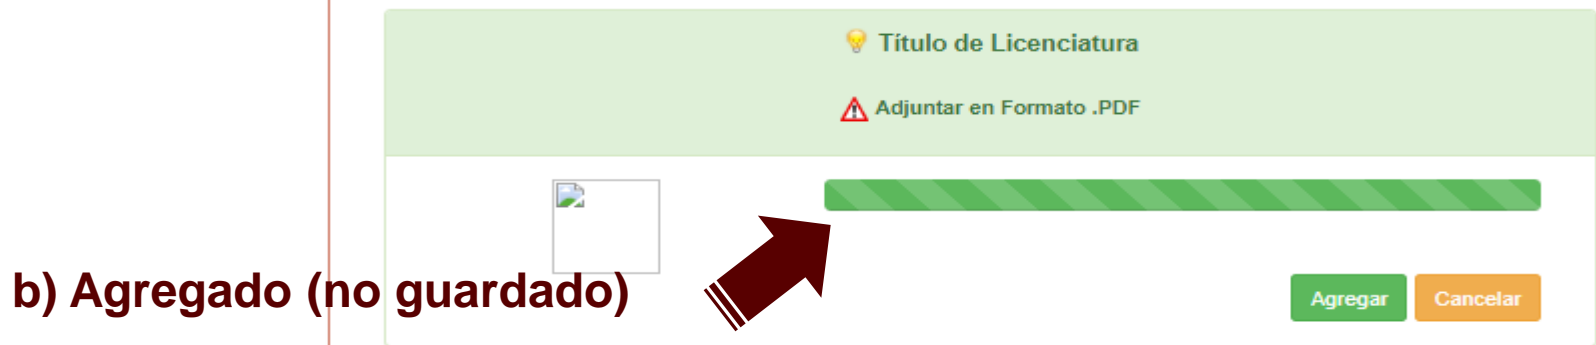 Título de Licenciatura
Adjuntar en Formato .PDF
b) Agregado (no guardado)
Agregar Cancelar